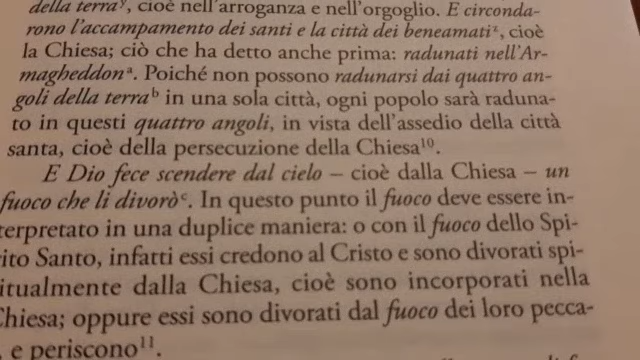 della terraʸ, cioè nell'arroganza e nell'orgoglio. E circonda-
rono l'accampamento dei santi e la città dei beneamatiᶻ, cioè
la Chiesa; ciò che ha detto anche prima: radunati nell'Ar-
magheddonᵃ. Poiché non possono radunarsi dai quattro an-
goli della terraᵇ in una sola città, ogni popolo sarà raduna-
to in questi quattro angoli, in vista dell'assedio della città
santa, cioè della persecuzione della Chiesa¹⁰.
E Dio fece scendere dal cielo – cioè dalla Chiesa – un
fuoco che li divoròᶜ. In questo punto il fuoco deve essere in-
terpretato in una duplice maniera: o con il fuoco dello Spi-
rito Santo, infatti essi credono al Cristo e sono divorati spi-
itualmente dalla Chiesa, cioè sono incorporati nella
Chiesa; oppure essi sono divorati dal fuoco dei loro pecca-
, e periscono¹¹.